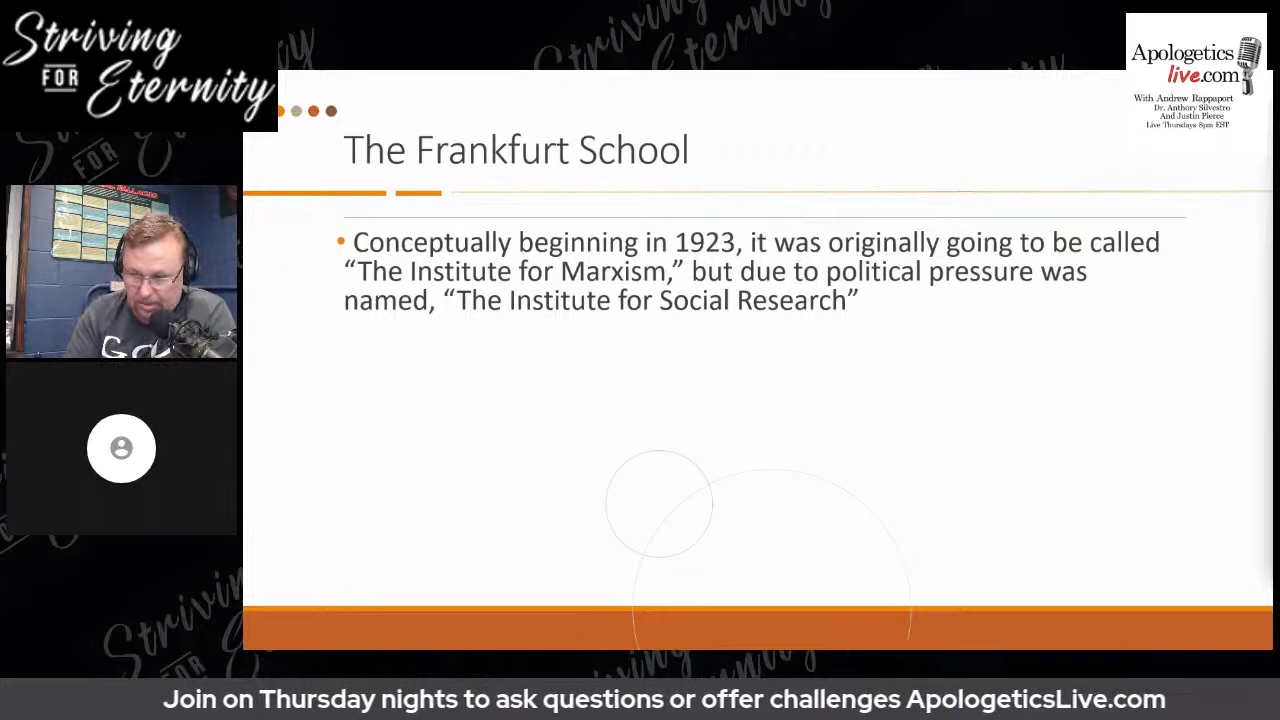 Striving
FOR
Eternity
Apologetics
live.com
With Andrew Rappaport
Dr. Anthony Silvestro
And Justin Pierce
Live Thursdays 8pm EST
The Frankfurt School
• Conceptually beginning in 1923, it was originally going to be called
“The Institute for Marxism,” but due to political pressure was
named, “The Institute for Social Research”
Join on Thursday nights to ask questions or offer challenges ApologeticsLive.com